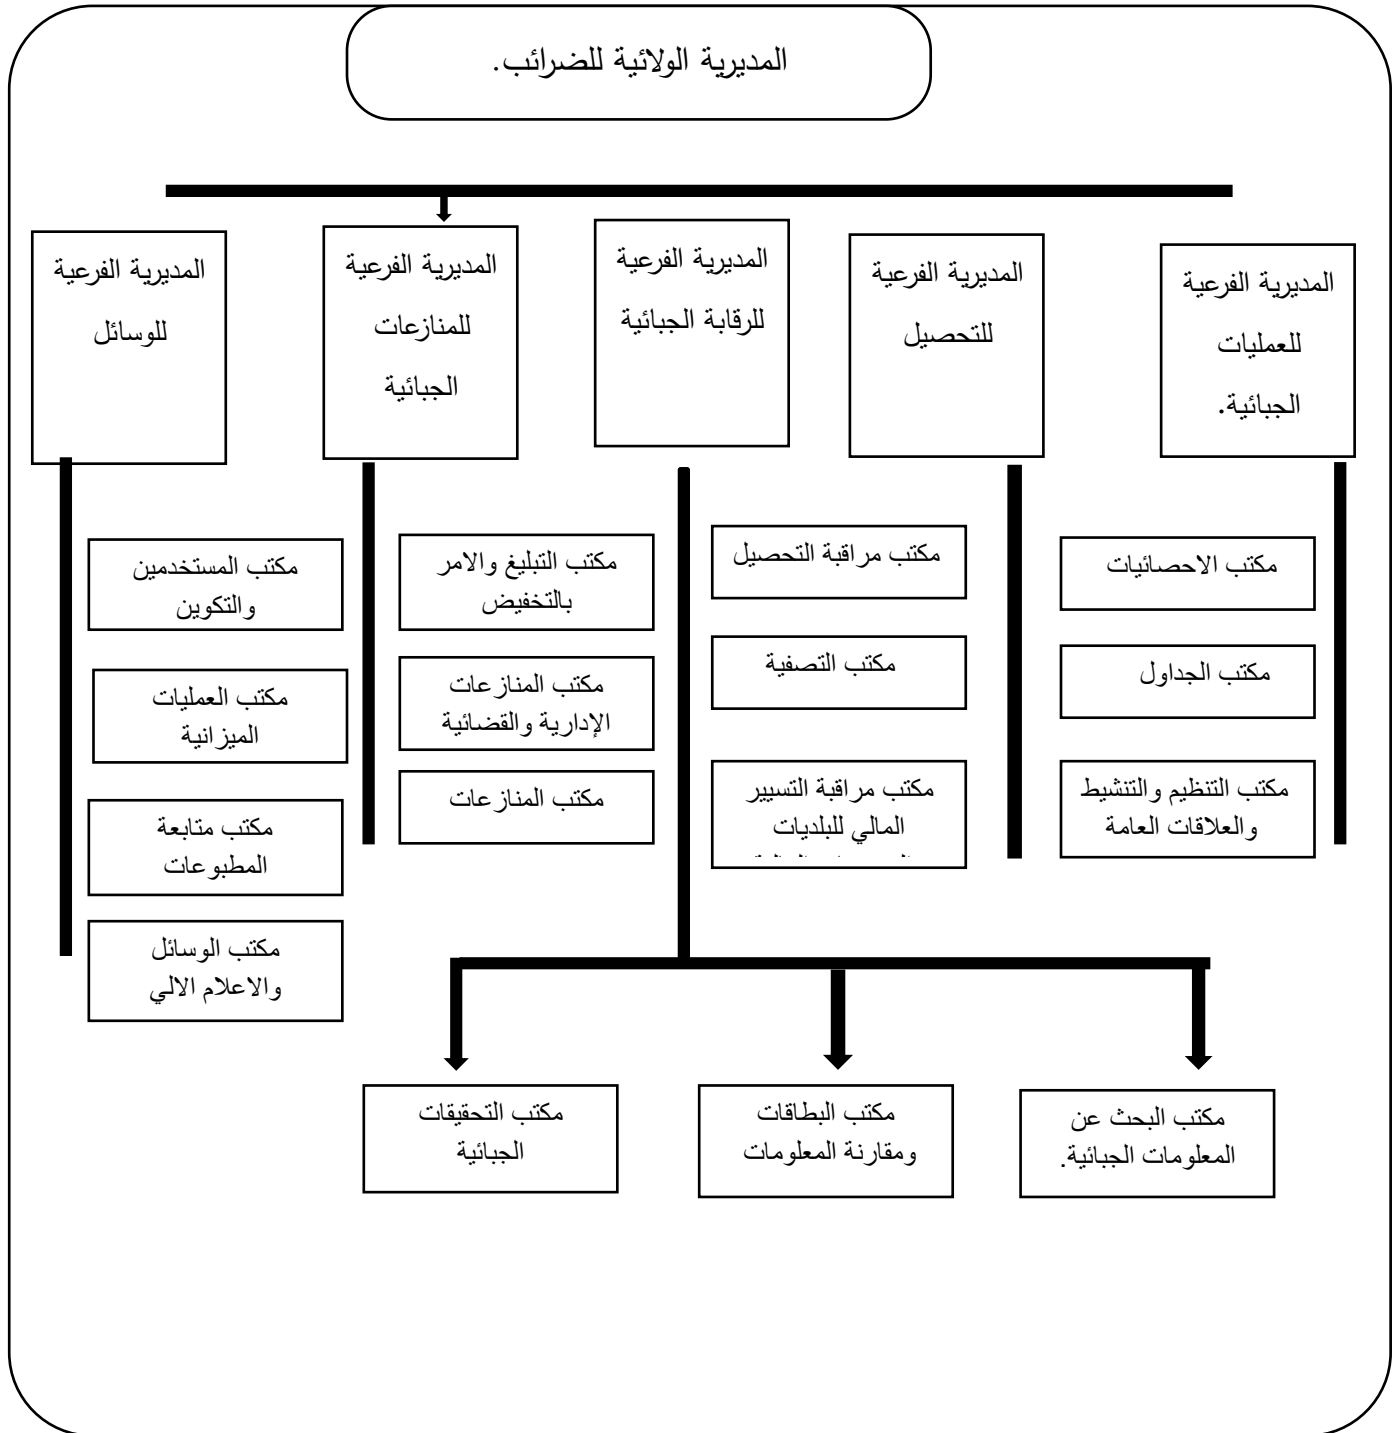 المديرية الولائية للضرائب.
المديرية الفرعية
للعمليات
الجبائية.
المديرية الفرعية
للتحصيل
المديرية الفرعية
للرقابة الجبائية
المديرية الفرعية
للمنازعات
الجبائية
المديرية الفرعية
للوسائل
مكتب الاحصائيات
مكتب الجداول
مكتب التنظيم والتنشيط
والعلاقات العامة
مكتب مراقبة التحصيل
مكتب التصفية
مكتب مراقبة التسيير
المالي للبلديات
مكتب التبليغ والامر
بالتخفيض
مكتب المنازعات
الإدارية والقضائية
مكتب المنازعات
مكتب المستخدمين
والتكوين
مكتب العمليات
الميزانية
مكتب متابعة
المطبوعات
مكتب الوسائل
والاعلام الالي
مكتب البحث عن
المعلومات الجبائية.
مكتب البطاقات
ومقارنة المعلومات
مكتب التحقيقات
الجبائية